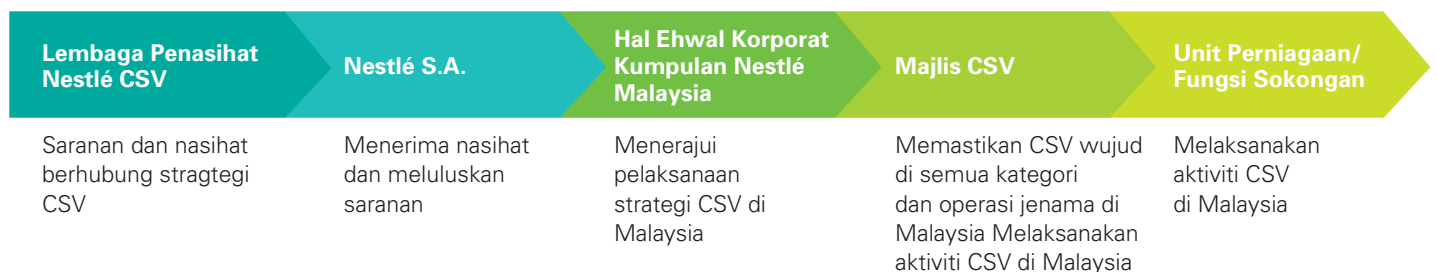 Lembaga Penasihat
Nestlé CSV
Saranan dan nasihat
berhubung stragtegi
CSV
Nestlé S.A.
Menerima nasihat
dan meluluskan
saranan
Hal Ehwal Korporat
Kumpulan Nestlé
Malaysia
Menerajui
pelaksanaan
strategi CSV di
Malaysia
Majlis CSV
Memastikan CSV wujud
di semua kategori
dan operasi jenama di
Malaysia Melaksanakan
aktiviti CSV di Malaysia
Unit Perniagaan/
Fungsi Sokongan
Melaksanakan
aktiviti CSV
di Malaysia